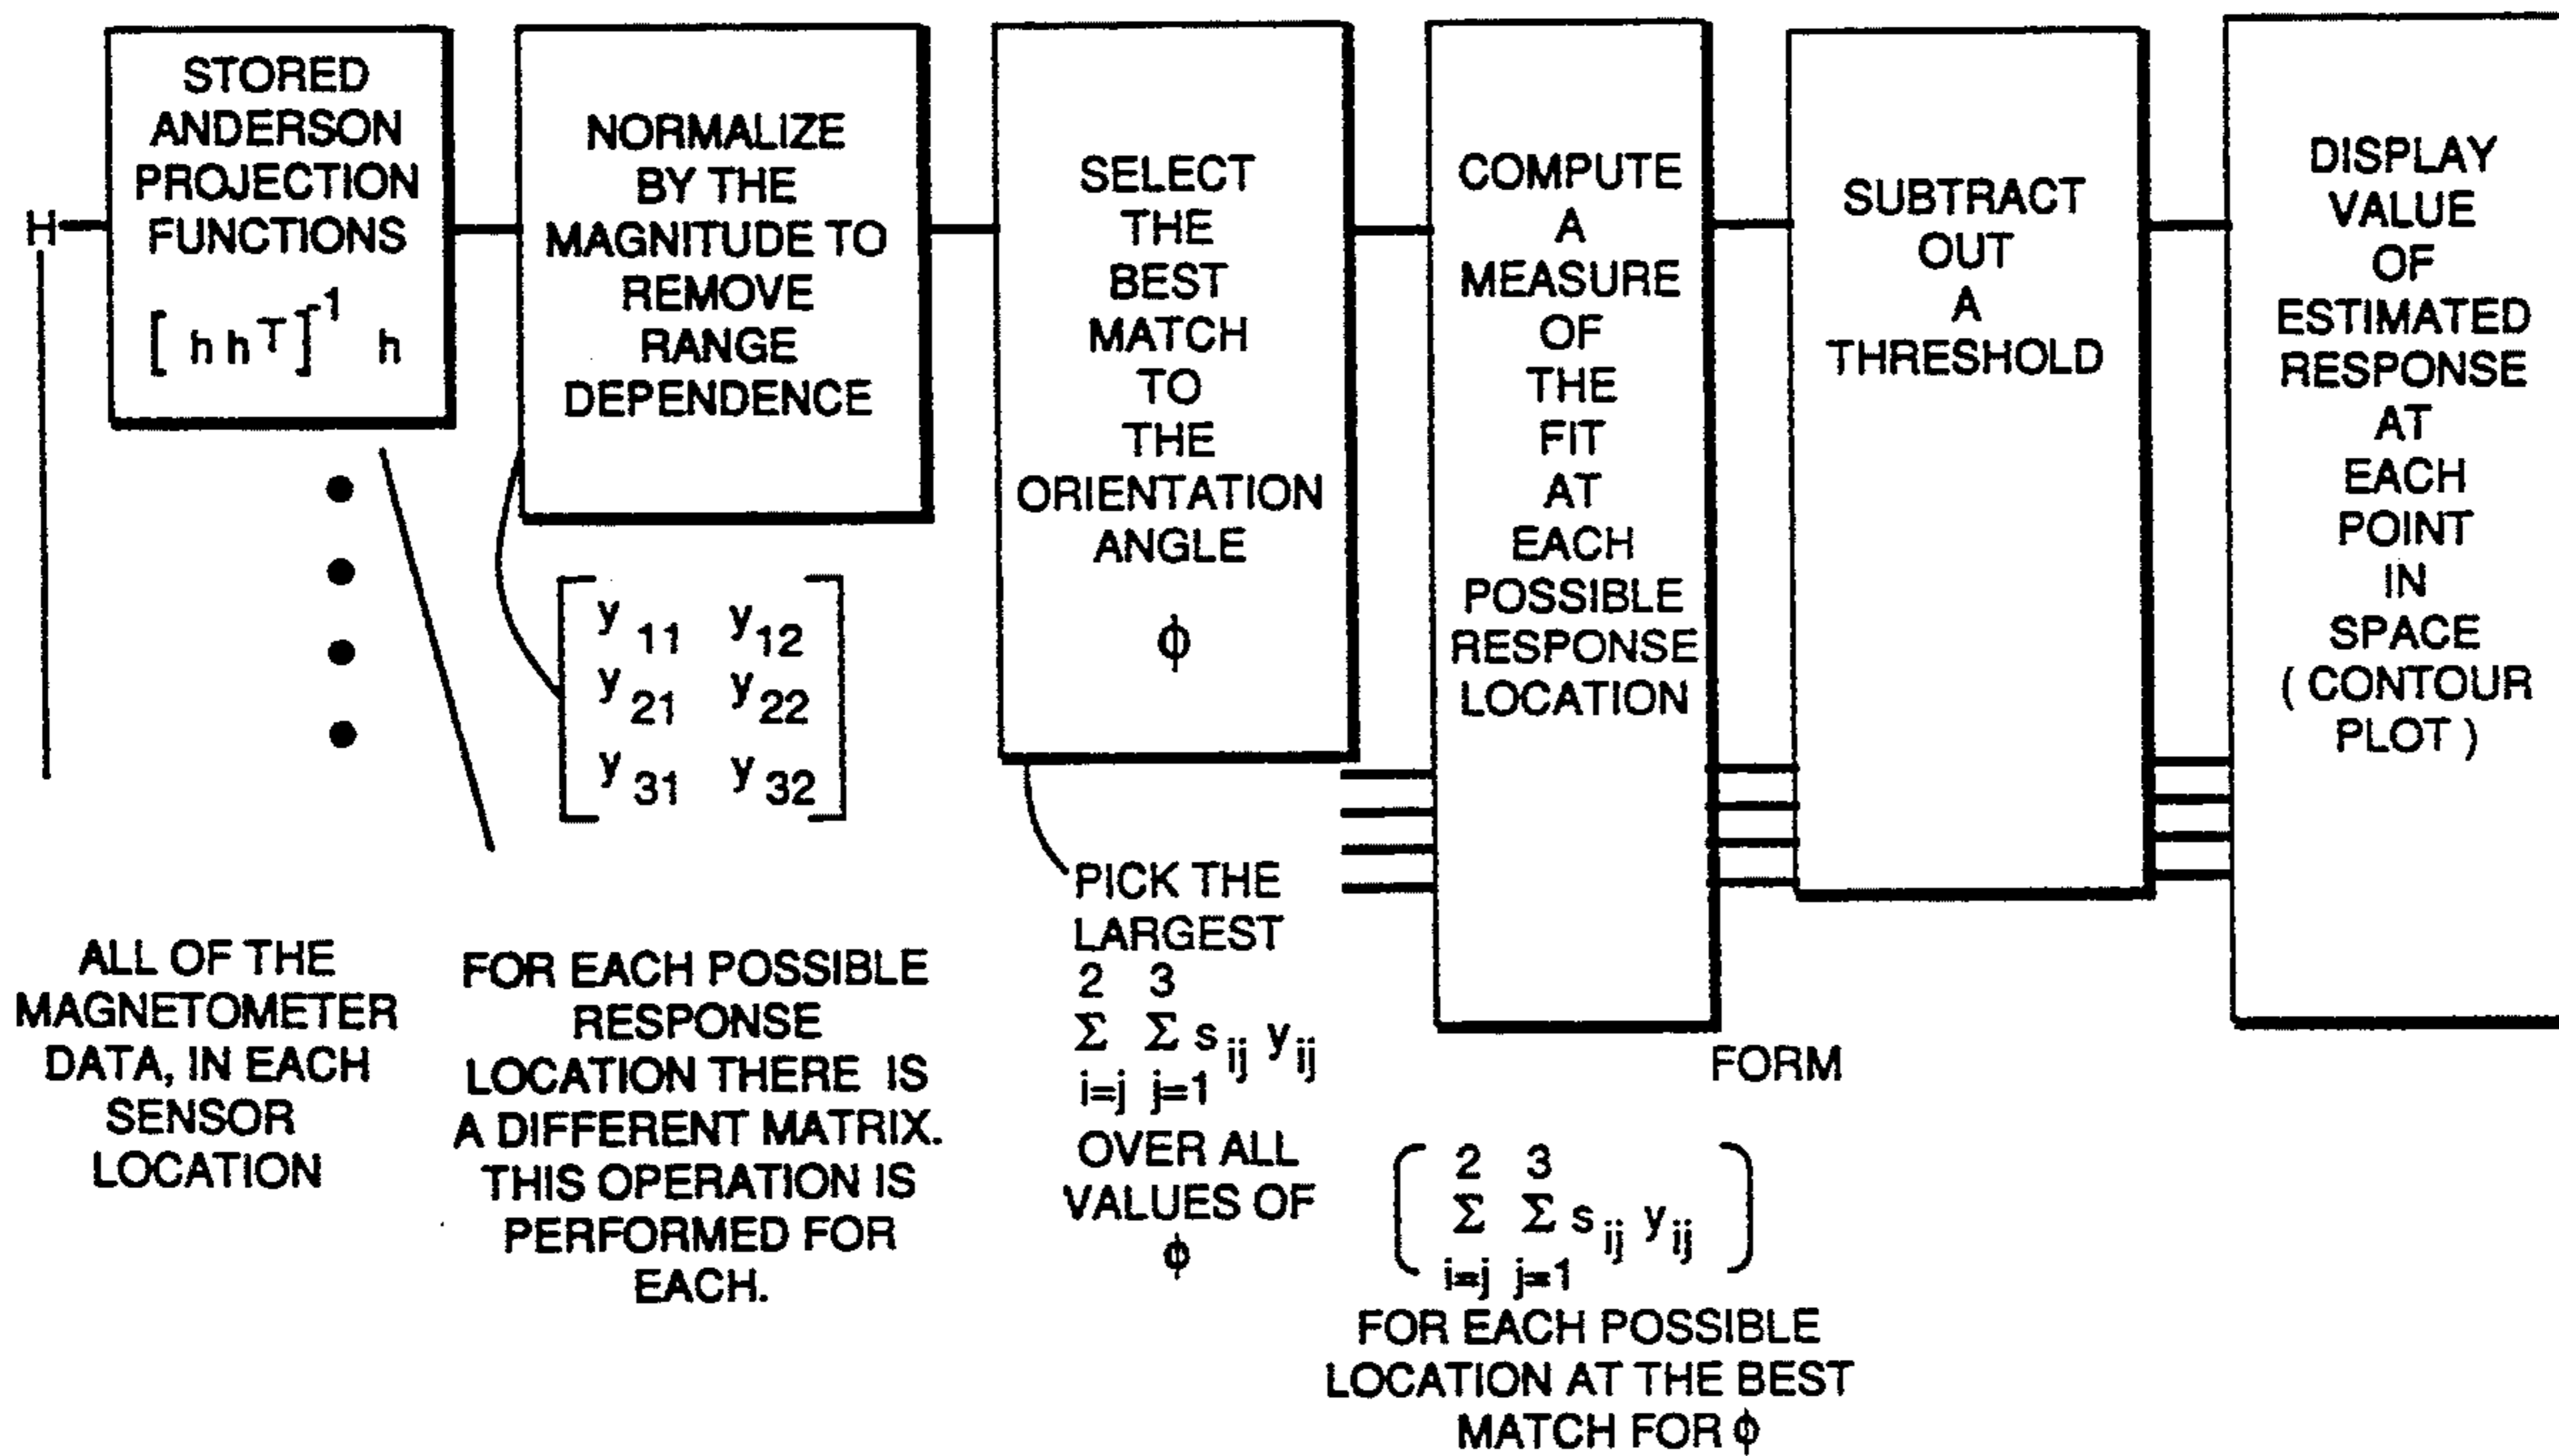 H
STORED
ANDERSON
PROJECTION
FUNCTIONS
[ h h T ] -1 h
NORMALIZE
BY THE
MAGNITUDE TO
REMOVE
RANGE
DEPENDENCE
SELECT
THE
BEST
MATCH
TO
THE
ORIENTATION
ANGLE
ϕ
COMPUTE
A
MEASURE
OF
THE
FIT
AT
EACH
POSSIBLE
RESPONSE
LOCATION
SUBTRACT
OUT
A
THRESHOLD
DISPLAY
VALUE
OF
ESTIMATED
RESPONSE
AT
EACH
POINT
IN
SPACE
( CONTOUR
PLOT )
y 11 y 12
y 21 y 22
y 31 y 32
ALL OF THE
MAGNETOMETER
DATA, IN EACH
SENSOR
LOCATION
FOR EACH POSSIBLE
RESPONSE
LOCATION THERE IS
A DIFFERENT MATRIX.
THIS OPERATION IS
PERFORMED FOR
EACH.
PICK THE
LARGEST
2 3
Σ Σ s ij y ij
i=j j=1
OVER ALL
VALUES OF
ϕ
FORM
2 3
( Σ Σ s ij y ij )
i=j j=1
FOR EACH POSSIBLE
LOCATION AT THE BEST
MATCH FOR ϕ